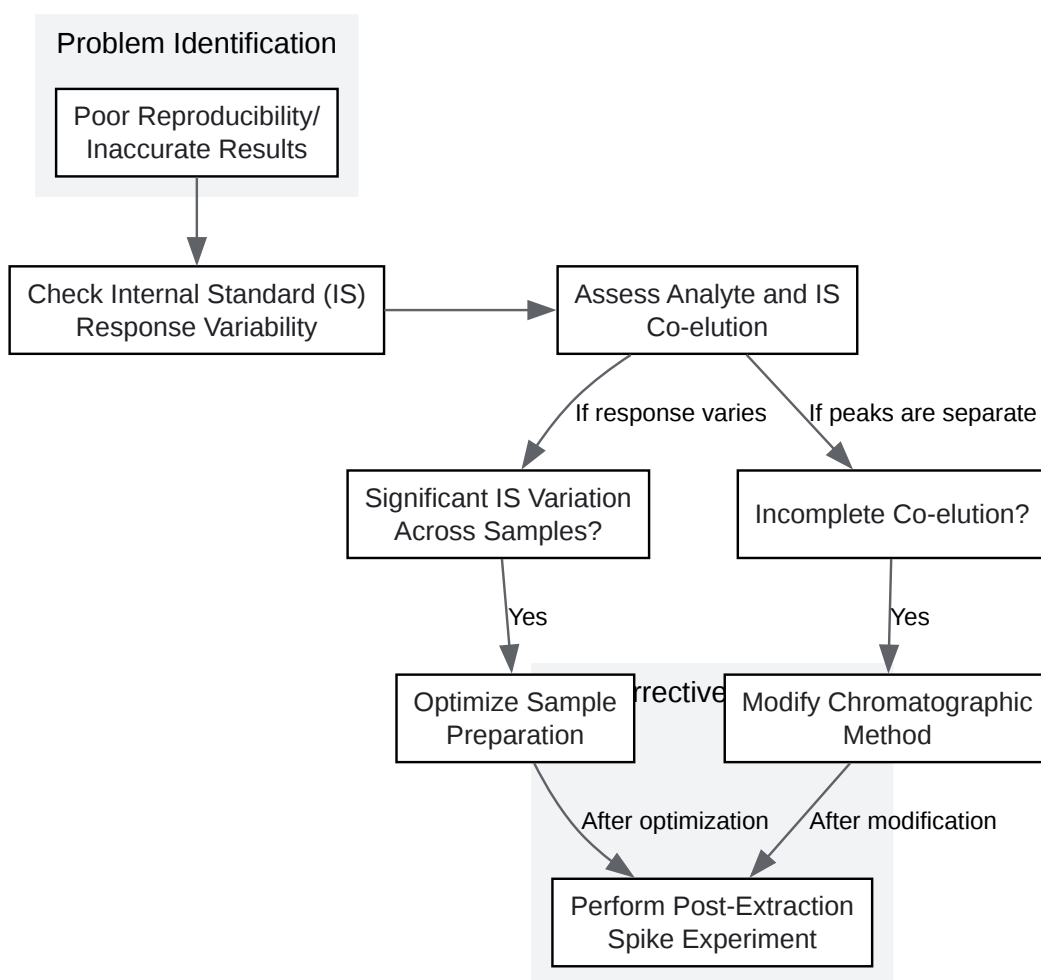 Problem Identification
Poor Reproducibility/
Inaccurate Results
Check Internal Standard (IS)
Response Variability
Assess Analyte and IS
Co-elution
If response varies
If peaks are separate
Significant IS Variation
Across Samples?
Incomplete Co-elution?
Yes
Yes
Optimize Sample
Preparation
rrective
Modify Chromatographic
Method
After optimization
After modification
Perform Post-Extraction
Spike Experiment